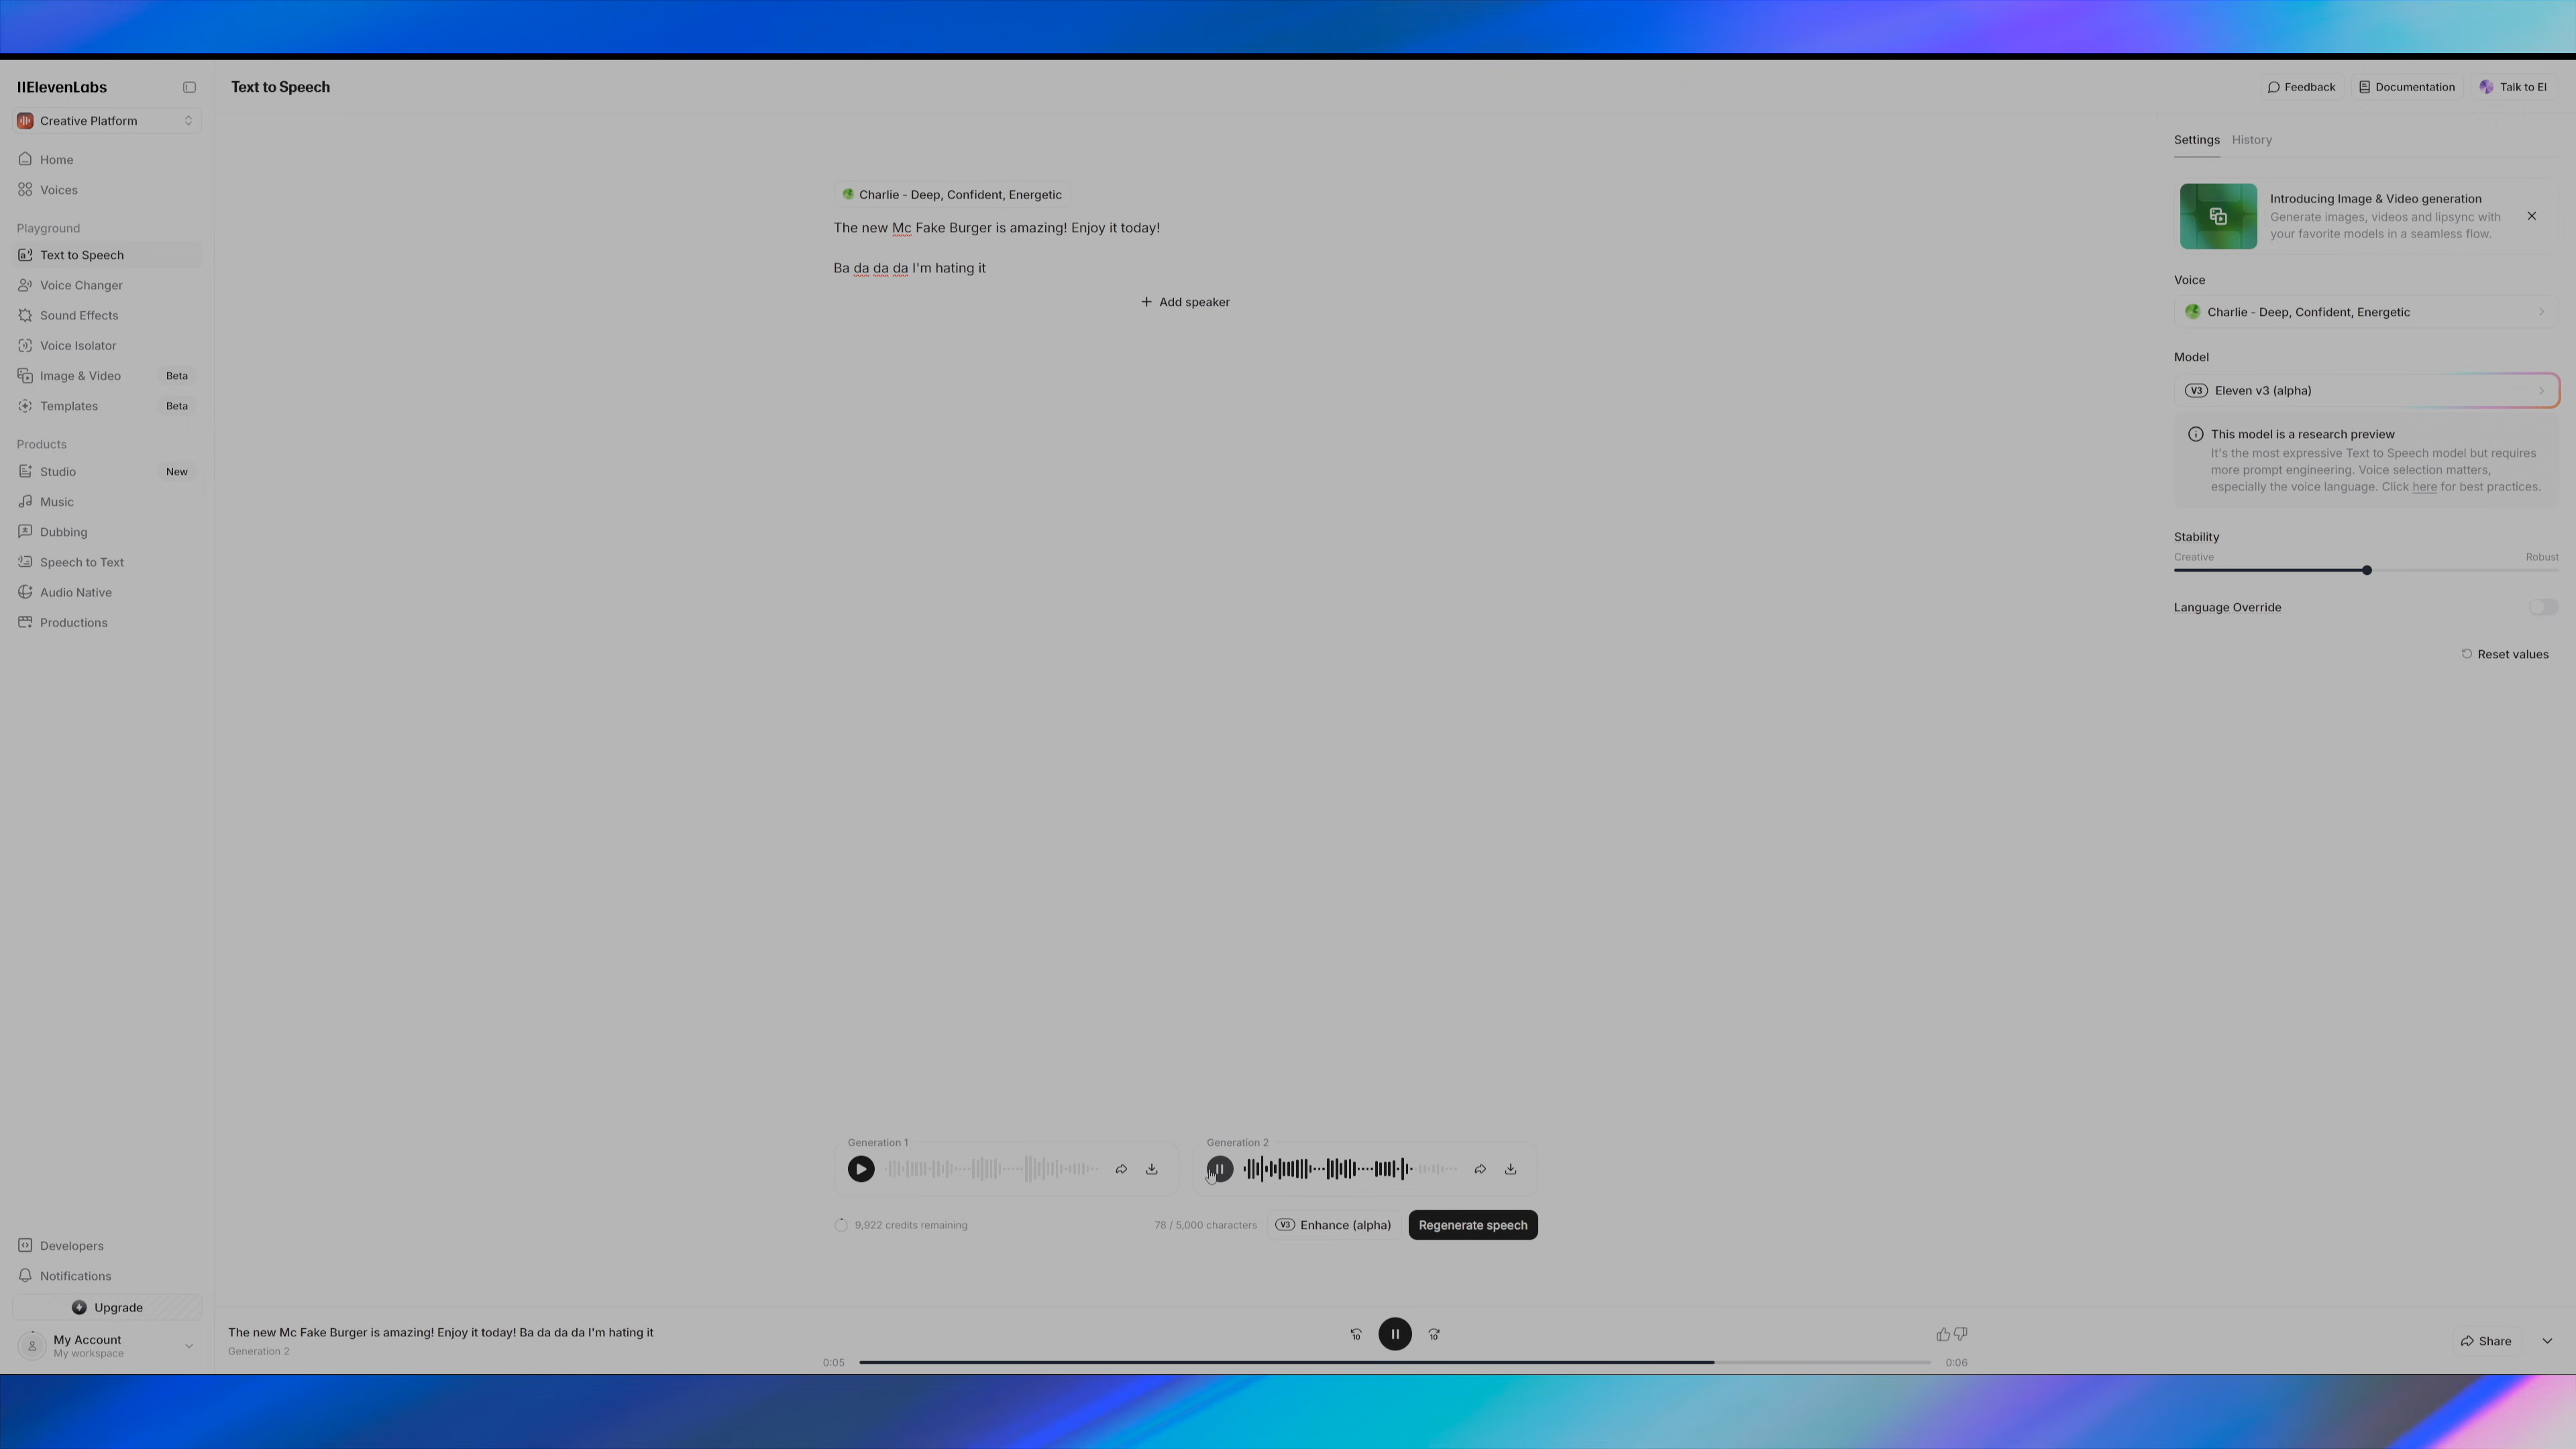 IIElevenLabs
Creative Platform
Home
Voices
Playground
Text to Speech
Voice Changer
Sound Effects
Voice Isolator
Image & Video Beta
Templates Beta
Products
Studio New
Music
Dubbing
Speech to Text
Audio Native
Productions
Developers
Notifications
Upgrade
My Account
My workspace
Text to Speech
Feedback
Documentation
Talk to El
Charlie - Deep, Confident, Energetic
The new Mc Fake Burger is amazing! Enjoy it today!
Ba da da da I'm hating it
+ Add speaker
Generation 1
Generation 2
9,922 credits remaining
78 / 5,000 characters
V3 Enhance (alpha)
Regenerate speech
Settings History
Introducing Image & Video generation
Generate images, videos and lipsync with
your favorite models in a seamless flow.
Voice
Charlie - Deep, Confident, Energetic
Model
V3 Eleven v3 (alpha)
This model is a research preview
It's the most expressive Text to Speech model but requires
more prompt engineering. Voice selection matters,
especially the voice language. Click here for best practices.
Stability
Creative Robust
Language Override
Reset values
The new Mc Fake Burger is amazing! Enjoy it today! Ba da da da I'm hating it
Generation 2
10
10
0:05
0:06
Share